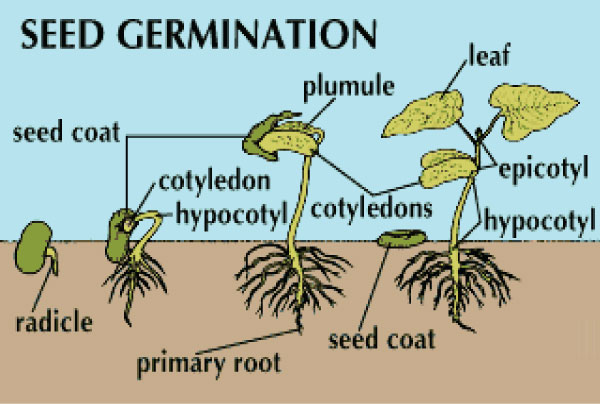 SEED GERMINATION
leaf
plumule
seed coat
cotyledon
epicotyl
hypocotyl
cotyledons
hypocotyl
radicle
seed coat
primary root